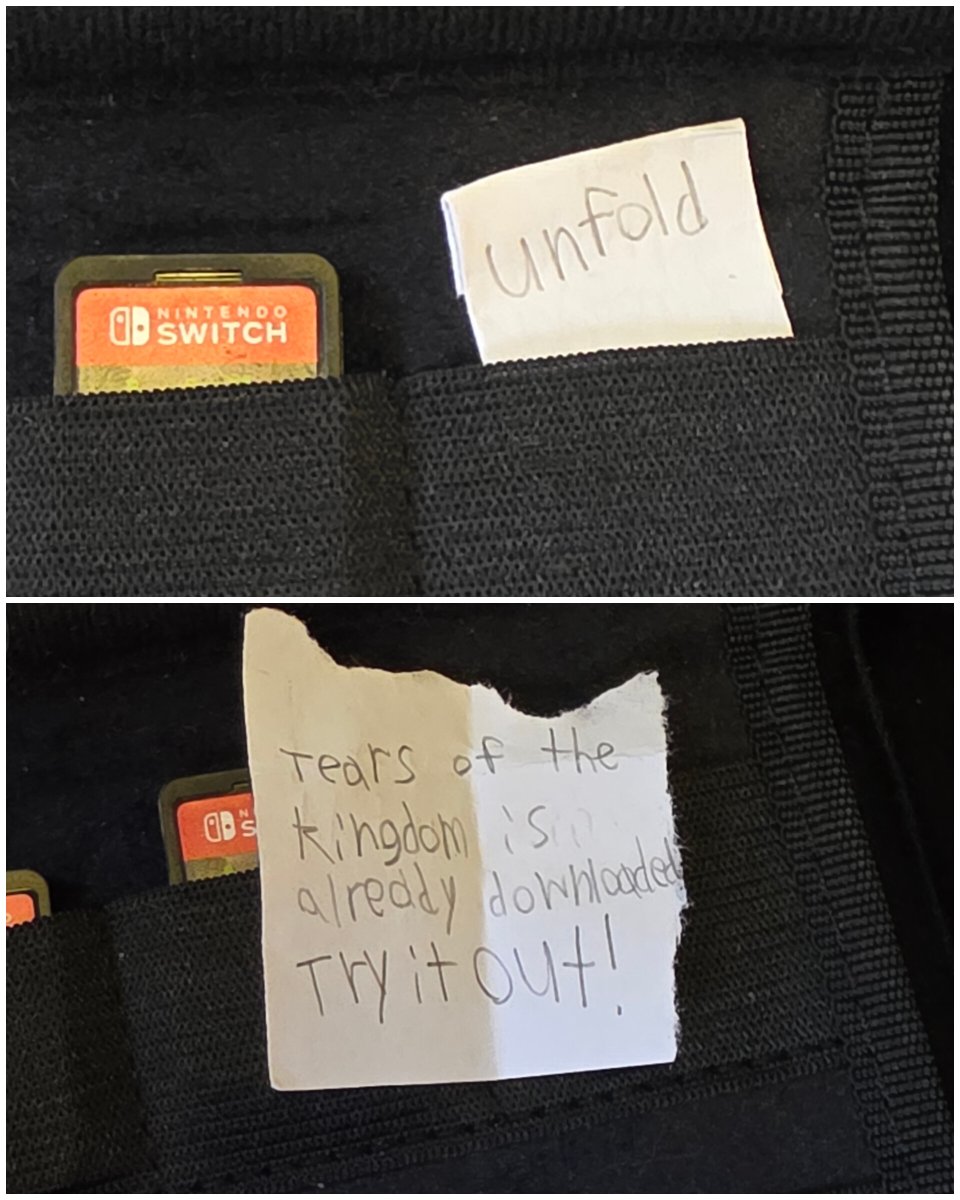 NINTENDO
SWITCH
unfold
Tears of the
kingdom is
already downloaded
Try it out!
N
S